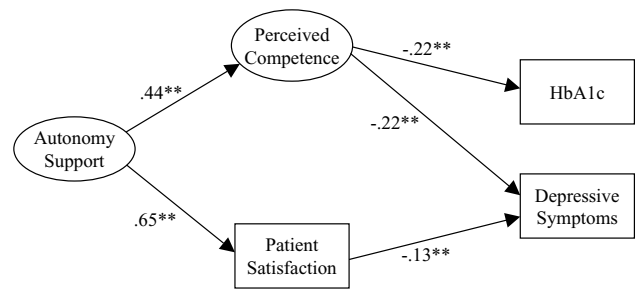 Perceived
Competence
-.22**
HbA1c
.44**
-.22**
Autonomy
Support
Depressive
Symptoms
.65**
Patient
Satisfaction
-.13**